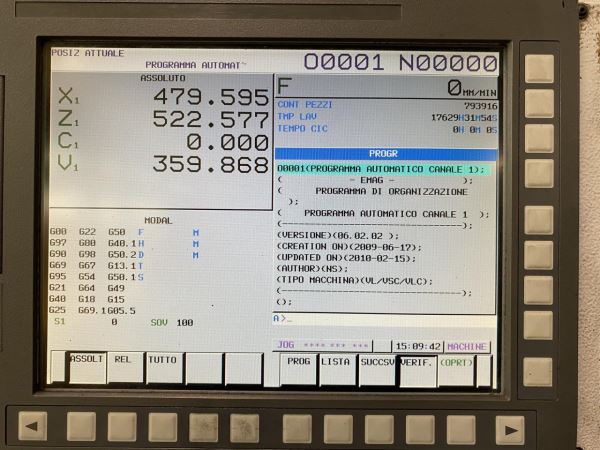 POSIZ ATTUALE
PROGRAMMA AUTOMAT~ O0001 N00000
ASSOLUTO
X1 479.595
Z1 522.577
C1 0.000
V1 359.868
F 0MM/MIN
CONT PEZZI 793916
TMP LAV 17629H31M54S
TEMPO CIC 0H 0M 0S
PROGR
O0001(PROGRAMMA AUTOMATICO CANALE 1);
( - EMAG - );
( PROGRAMMA DI ORGANIZZAZIONE
);
( PROGRAMMA AUTOMATICO CANALE 1 );
(----------------------------------);
(VERSIONE)(06.02.02 );
(CREATION ON)(2009-06-17);
(UPDATED ON)(2010-02-15);
(AUTHOR)(NS);
(TIPO MACCHINA)(VL/VSC/VLC);
(----------------------------------);
();
MODAL
G00 G22 G50 F M
G97 G80 G40.1 H M
G90 G98 G50.2 D M
G69 G67 G13.1 T
G95 G54 G50.1 S
G21 G64 G49
G40 G18 G15
G25 G69.1 G05.5
S1 0 SOV 100
A>_
JOG **** *** *** 15:09:42 MACHINE
ASSOLT REL TUTTO
PROG LISTA SUCCSV VERIF. (OPRT)